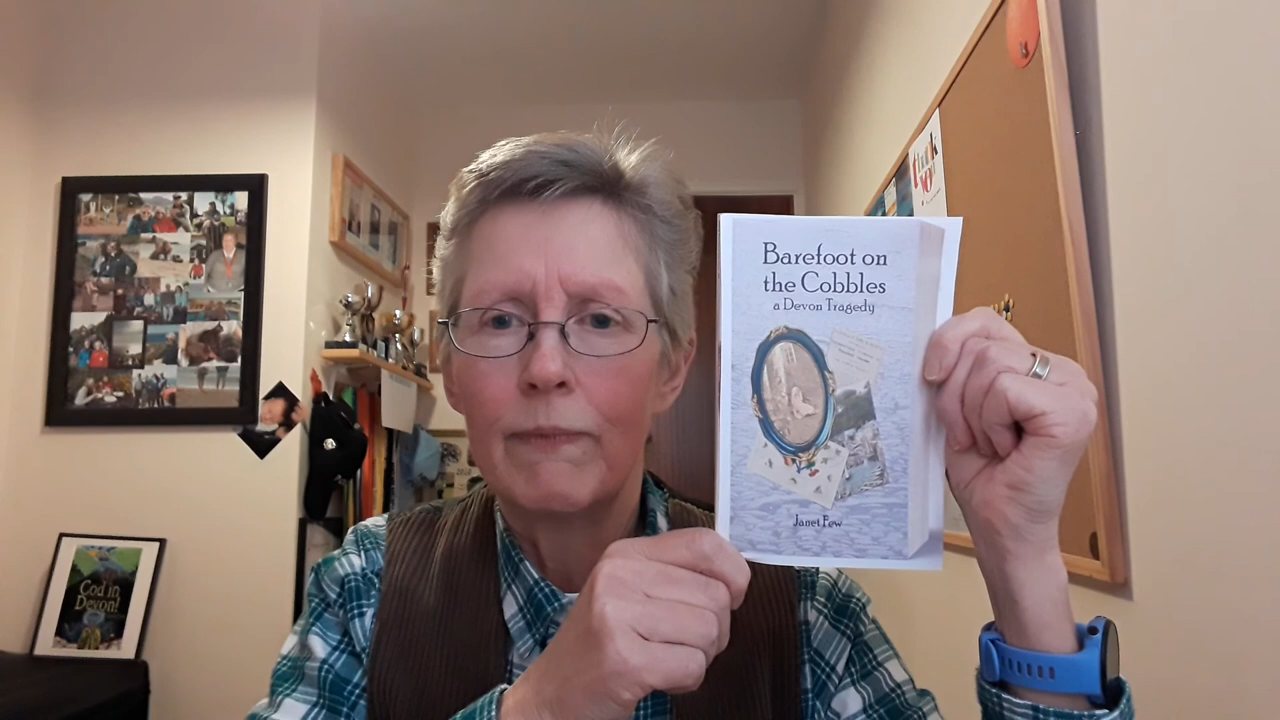 Barefoot on
the Cobbles
a Devon Tragedy
Janet Few
Cod in
Devon!